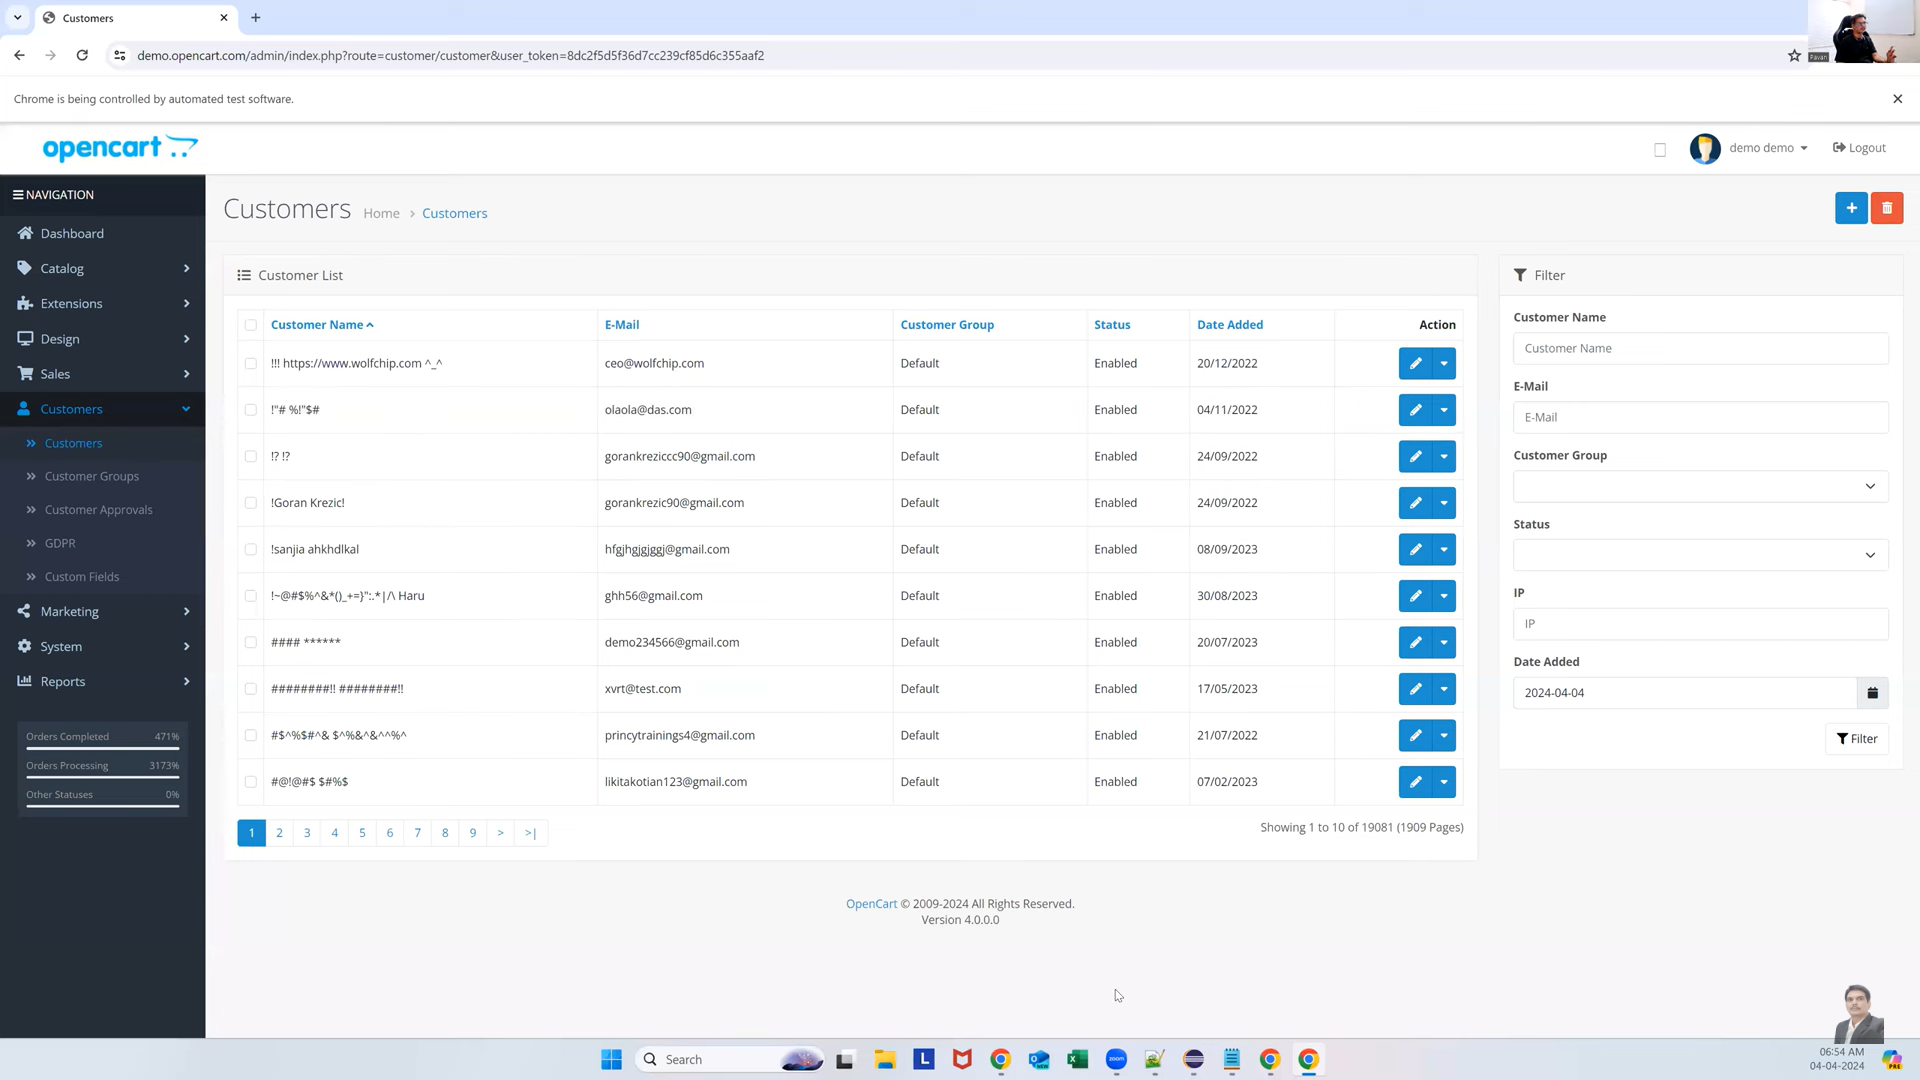 Customers
demo.opencart.com/admin/index.php?route=customer/customer&user_token=8dc2f5d5f36d7cc239cf85d6c355aaf2
Pavan
Chrome is being controlled by automated test software.
opencart
demo demo
Logout
NAVIGATION
Dashboard
Catalog
Extensions
Design
Sales
Customers
Customers
Customer Groups
Customer Approvals
GDPR
Custom Fields
Marketing
System
Reports
Orders Completed 471%
Orders Processing 3173%
Other Statuses 0%
Customers Home > Customers
Customer List
Customer Name E-Mail Customer Group Status Date Added Action
!!! https://www.wolfchip.com ^_^ ceo@wolfchip.com Default Enabled 20/12/2022
!"# %!"$# olaola@das.com Default Enabled 04/11/2022
!? !? gorankreziccc90@gmail.com Default Enabled 24/09/2022
!Goran Krezic! gorankrezic90@gmail.com Default Enabled 24/09/2022
!sanjia ahkhdlkal hfgjhgjgjggj@gmail.com Default Enabled 08/09/2023
!~@#$%^&*()_+=}":.*|/\ Haru ghh56@gmail.com Default Enabled 30/08/2023
#### ****** demo234566@gmail.com Default Enabled 20/07/2023
########!! ########!! xvrt@test.com Default Enabled 17/05/2023
#$^%$#^& $^%&^&^^%^ princytrainings4@gmail.com Default Enabled 21/07/2022
#@!@#$ $#%$ likitakotian123@gmail.com Default Enabled 07/02/2023
1 2 3 4 5 6 7 8 9 > >|
Showing 1 to 10 of 19081 (1909 Pages)
Filter
Customer Name
Customer Name
E-Mail
E-Mail
Customer Group
Status
IP
IP
Date Added
2024-04-04
Filter
OpenCart © 2009-2024 All Rights Reserved.
Version 4.0.0.0
Search
L
zoom
NEW
PRE
06:54 AM
04-04-2024